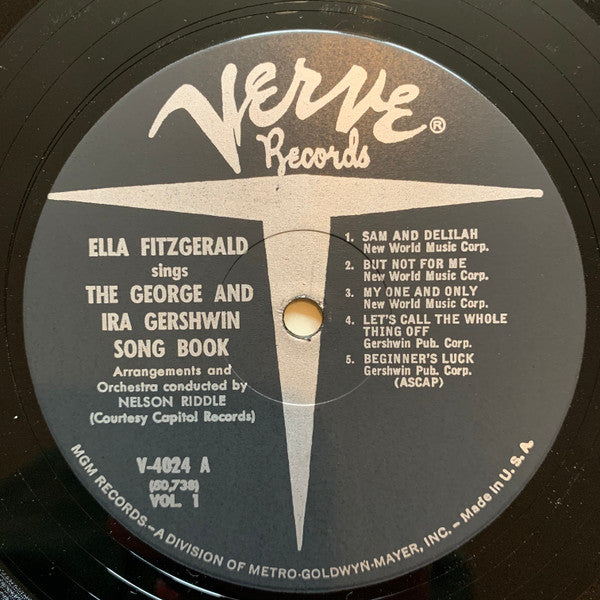 VERVE®
Records
ELLA FITZGERALD
sings
THE GEORGE AND
IRA GERSHWIN
SONG BOOK
Arrangements and
Orchestra conducted by
NELSON RIDDLE
(Courtesy Capitol Records)
V-4024 A
(50,738)
VOL. 1
1. SAM AND DELILAH
New World Music Corp.
2. BUT NOT FOR ME
New World Music Corp.
3. MY ONE AND ONLY
New World Music Corp.
4. LET'S CALL THE WHOLE
THING OFF
Gershwin Pub. Corp.
5. BEGINNER'S LUCK
Gershwin Pub. Corp.
(ASCAP)
MGM RECORDS–A DIVISION OF METRO-GOLDWYN-MAYER, INC. – Made in U.S.A.